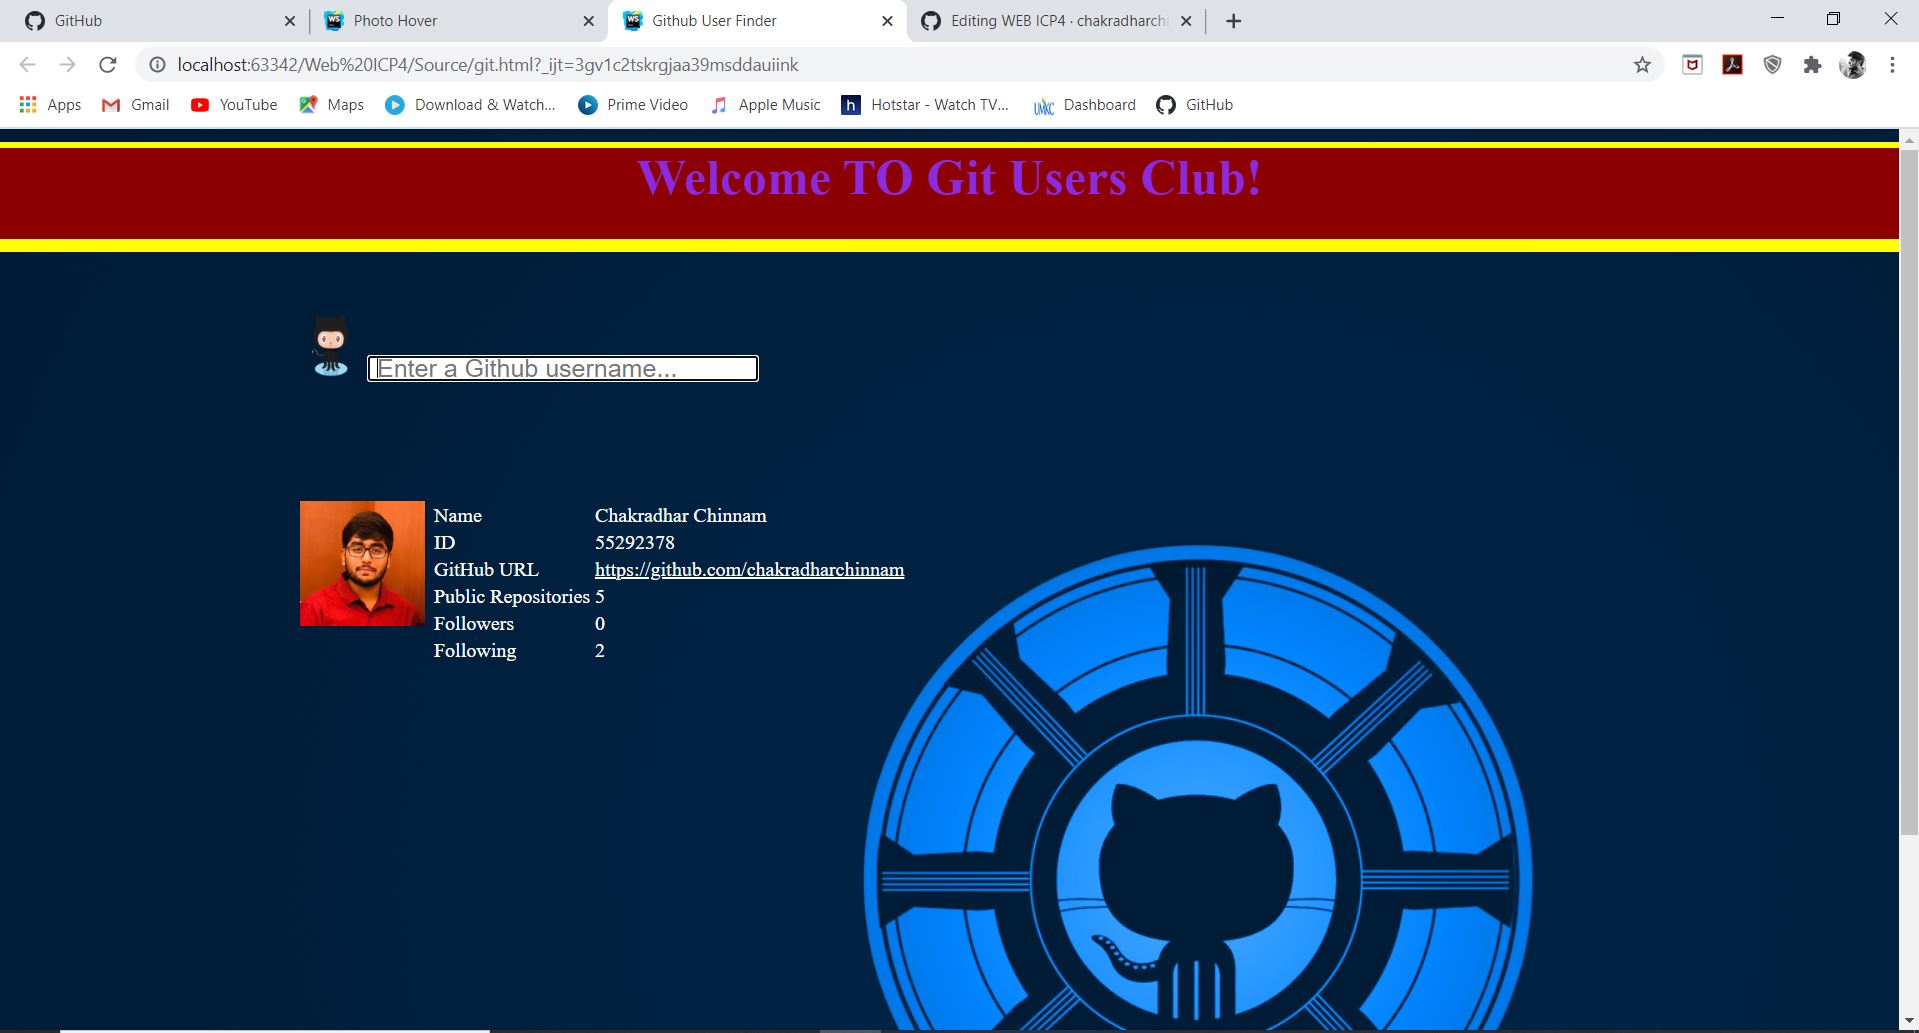 GitHub
Photo Hover
Github User Finder
Editing WEB ICP4 · chakradharchi
localhost:63342/Web%20ICP4/Source/git.html?_ijt=3gv1c2tskrgjaa39msddauiink
Apps Gmail YouTube Maps Download & Watch... Prime Video Apple Music h Hotstar - Watch TV... UMKC Dashboard GitHub
Welcome TO Git Users Club!
Enter a Github username...
Name Chakradhar Chinnam
ID 55292378
GitHub URL https://github.com/chakradharchinnam
Public Repositories 5
Followers 0
Following 2